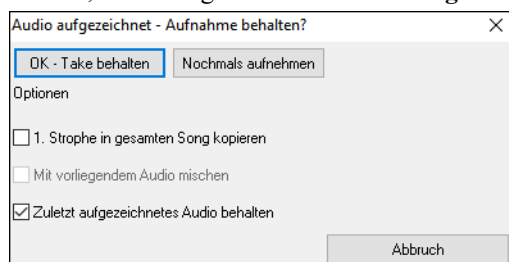 Audio aufgezeichnet - Aufnahme behalten?
OK - Take behalten Nochmals aufnehmen
Optionen
1. Strophe in gesamten Song kopieren
Mit vorliegendem Audio mischen
Zuletzt aufgezeichnetes Audio behalten
Abbruch